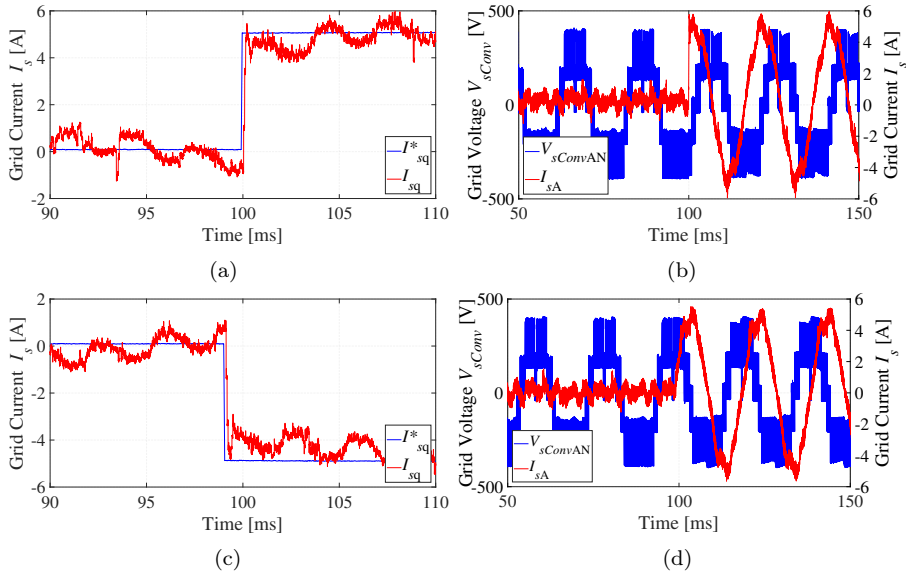 Grid Current I_s [A]
6
4
2
0
-2
90 95 100 105 110
Time [ms]
I*_sq
I_sq
(a)
Grid Voltage V_sConv [V]
500
0
-500
50 100 150
Time [ms]
V_sConvAN
I_sA
6
4
2
0
-2
-4
-6
Grid Current I_s [A]
(b)
Grid Current I_s [A]
2
0
-2
-4
-6
90 95 100 105 110
Time [ms]
I*_sq
I_sq
(c)
Grid Voltage V_sConv [V]
500
0
-500
50 100 150
Time [ms]
V_sConvAN
I_sA
6
4
2
0
-2
-4
-6
Grid Current I_s [A]
(d)